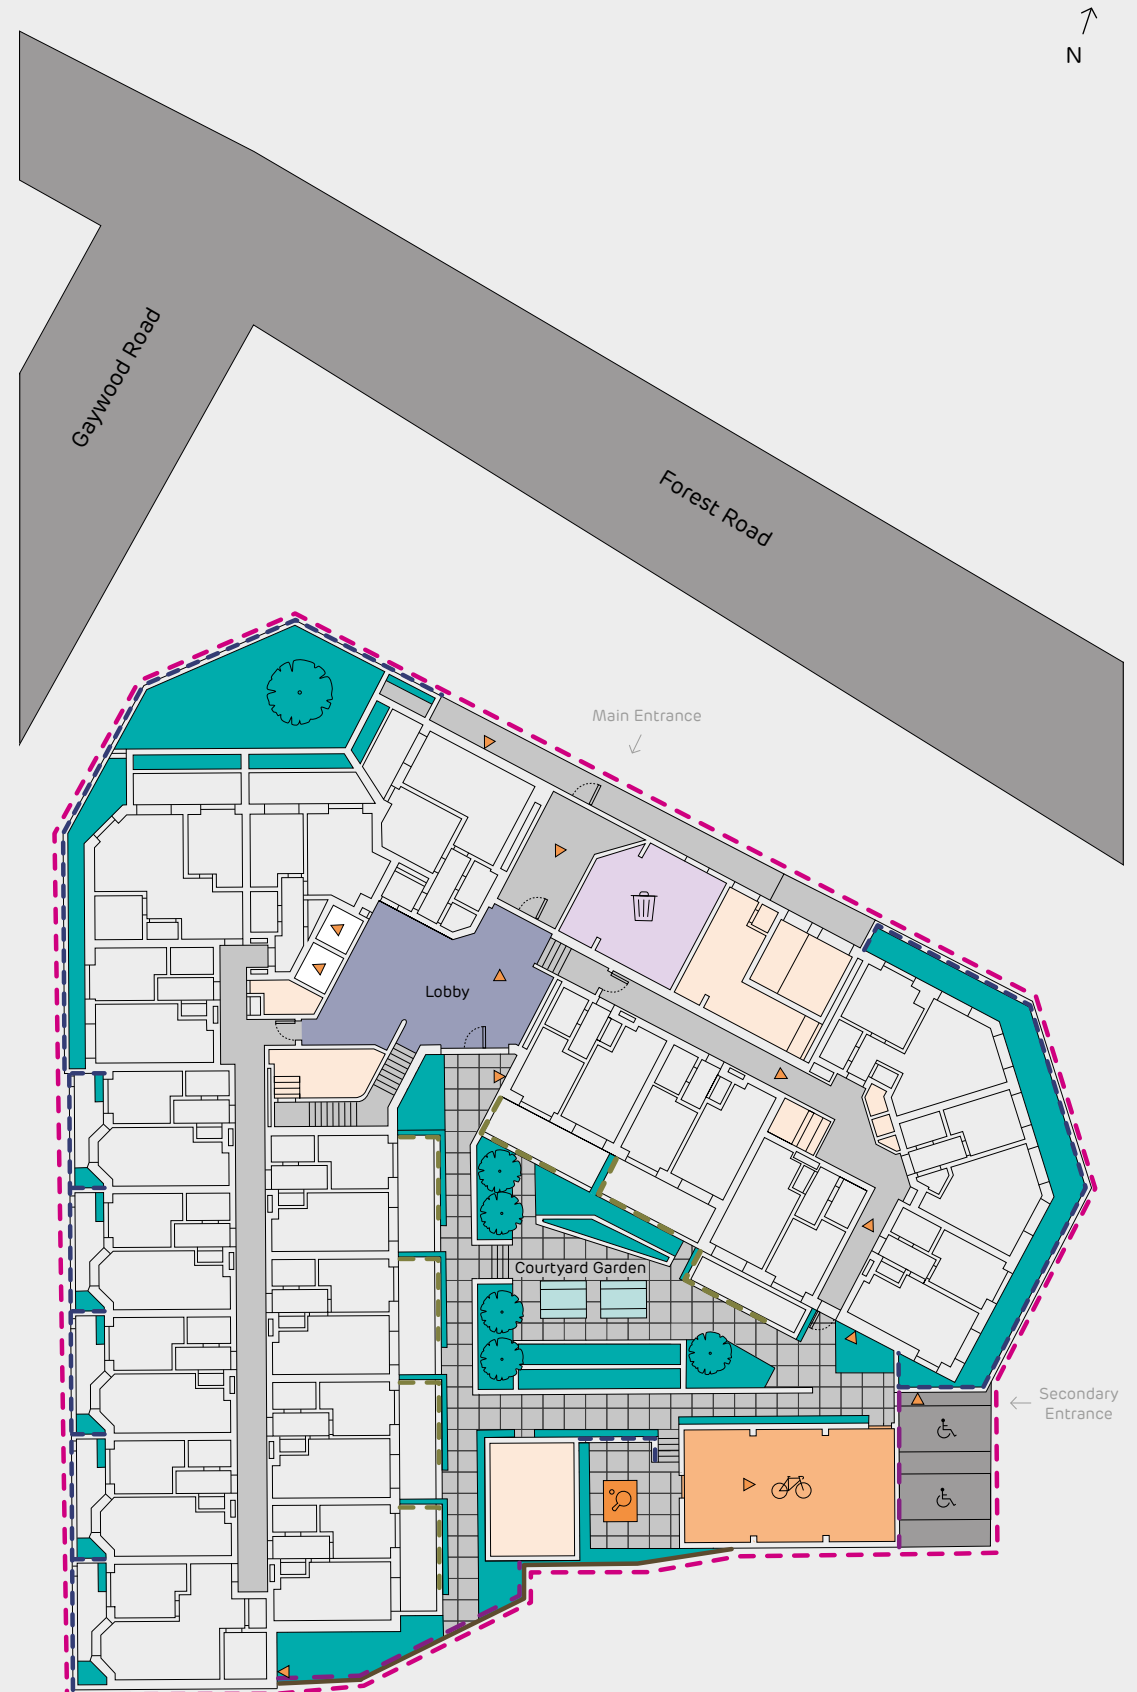 N
Gaywood Road
Forest Road
Main Entrance
Lobby
Courtyard Garden
Secondary
Entrance